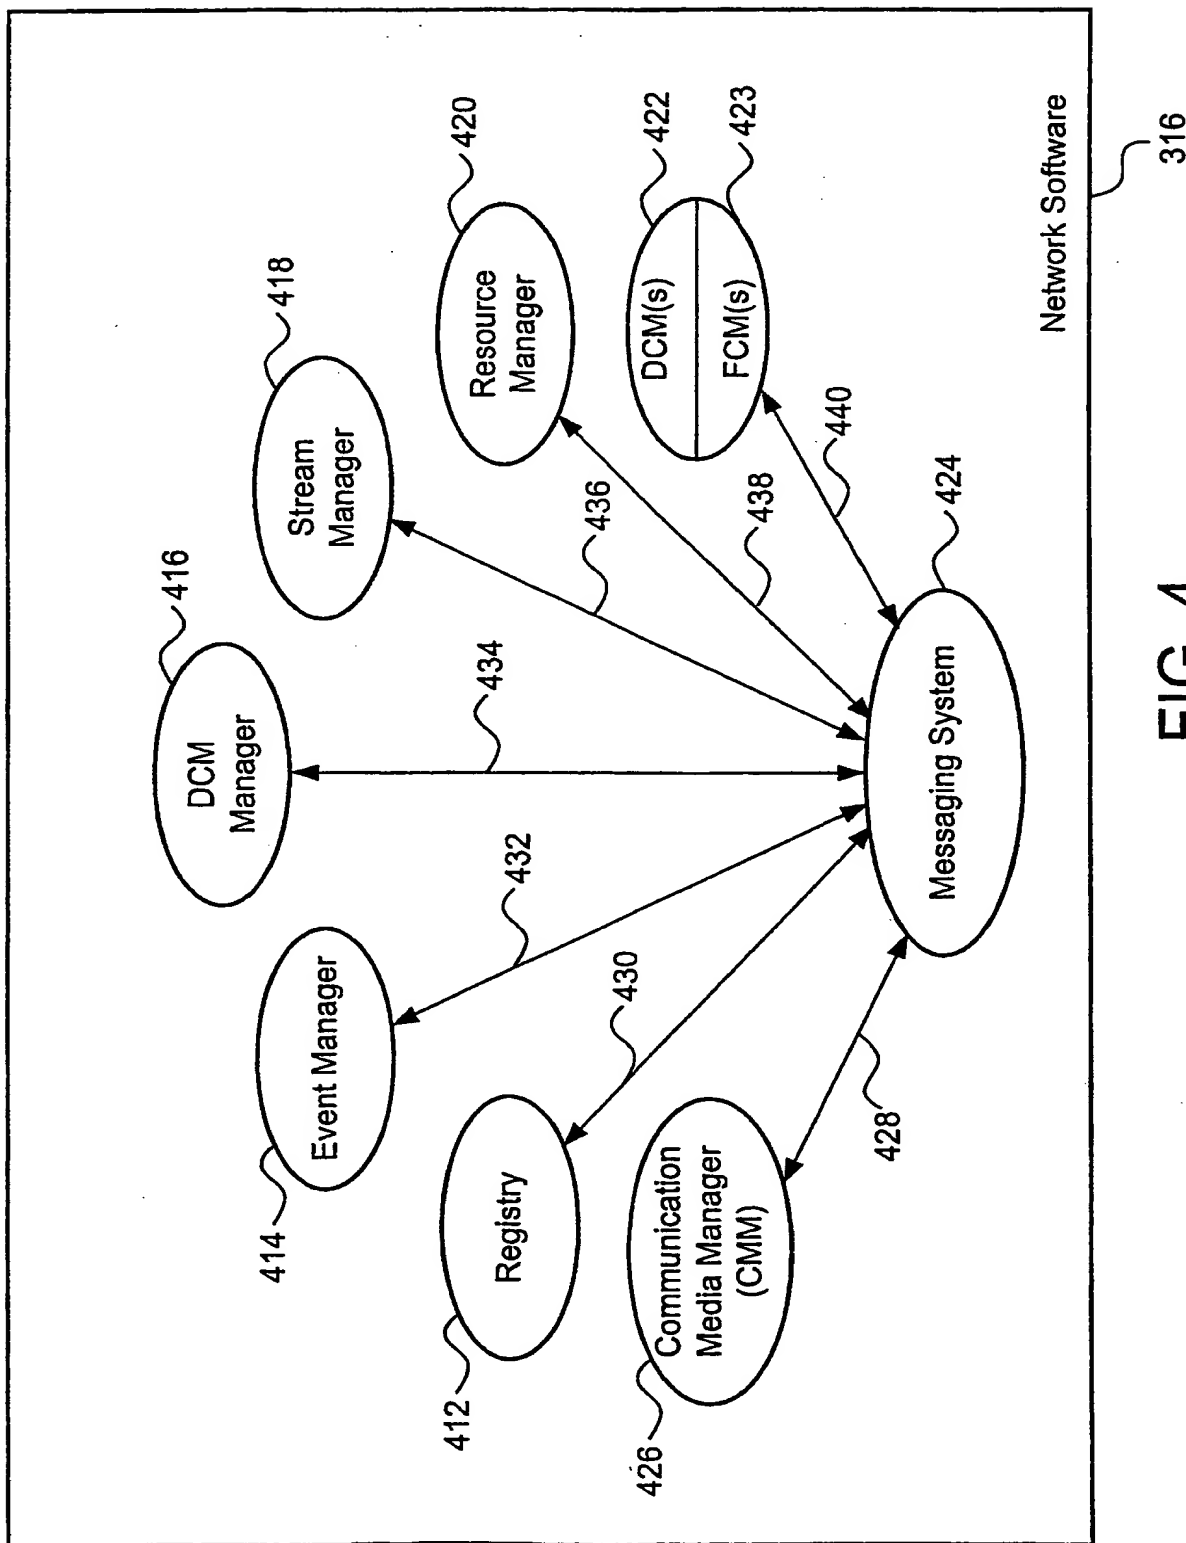 416
DCM
Manager
414
Event Manager
418
Stream
Manager
432
434
436
412
Registry
420
Resource
Manager
430
438
426
Communication
Media Manager
(CMM)
422
DCM(s)
FCM(s)
423
428
440
424
Messaging System
Network Software
316
FIG. 4